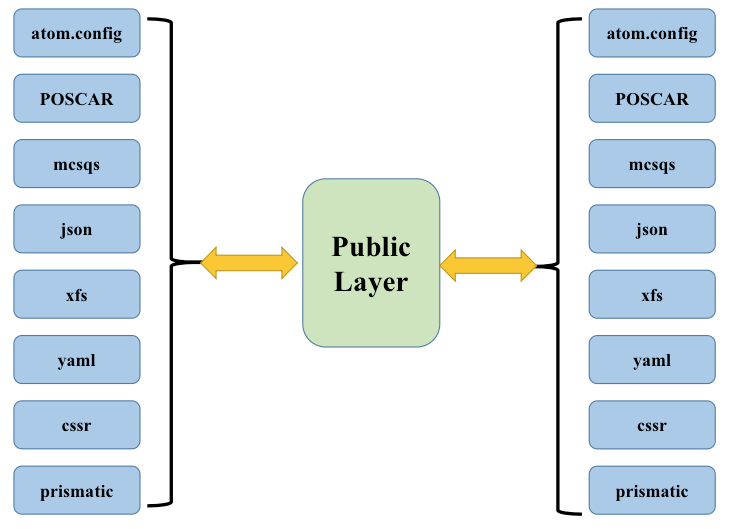 atom.config
POSCAR
mcsqs
json
xfs
yaml
cssr
prismatic
Public
Layer
atom.config
POSCAR
mcsqs
json
xfs
yaml
cssr
prismatic